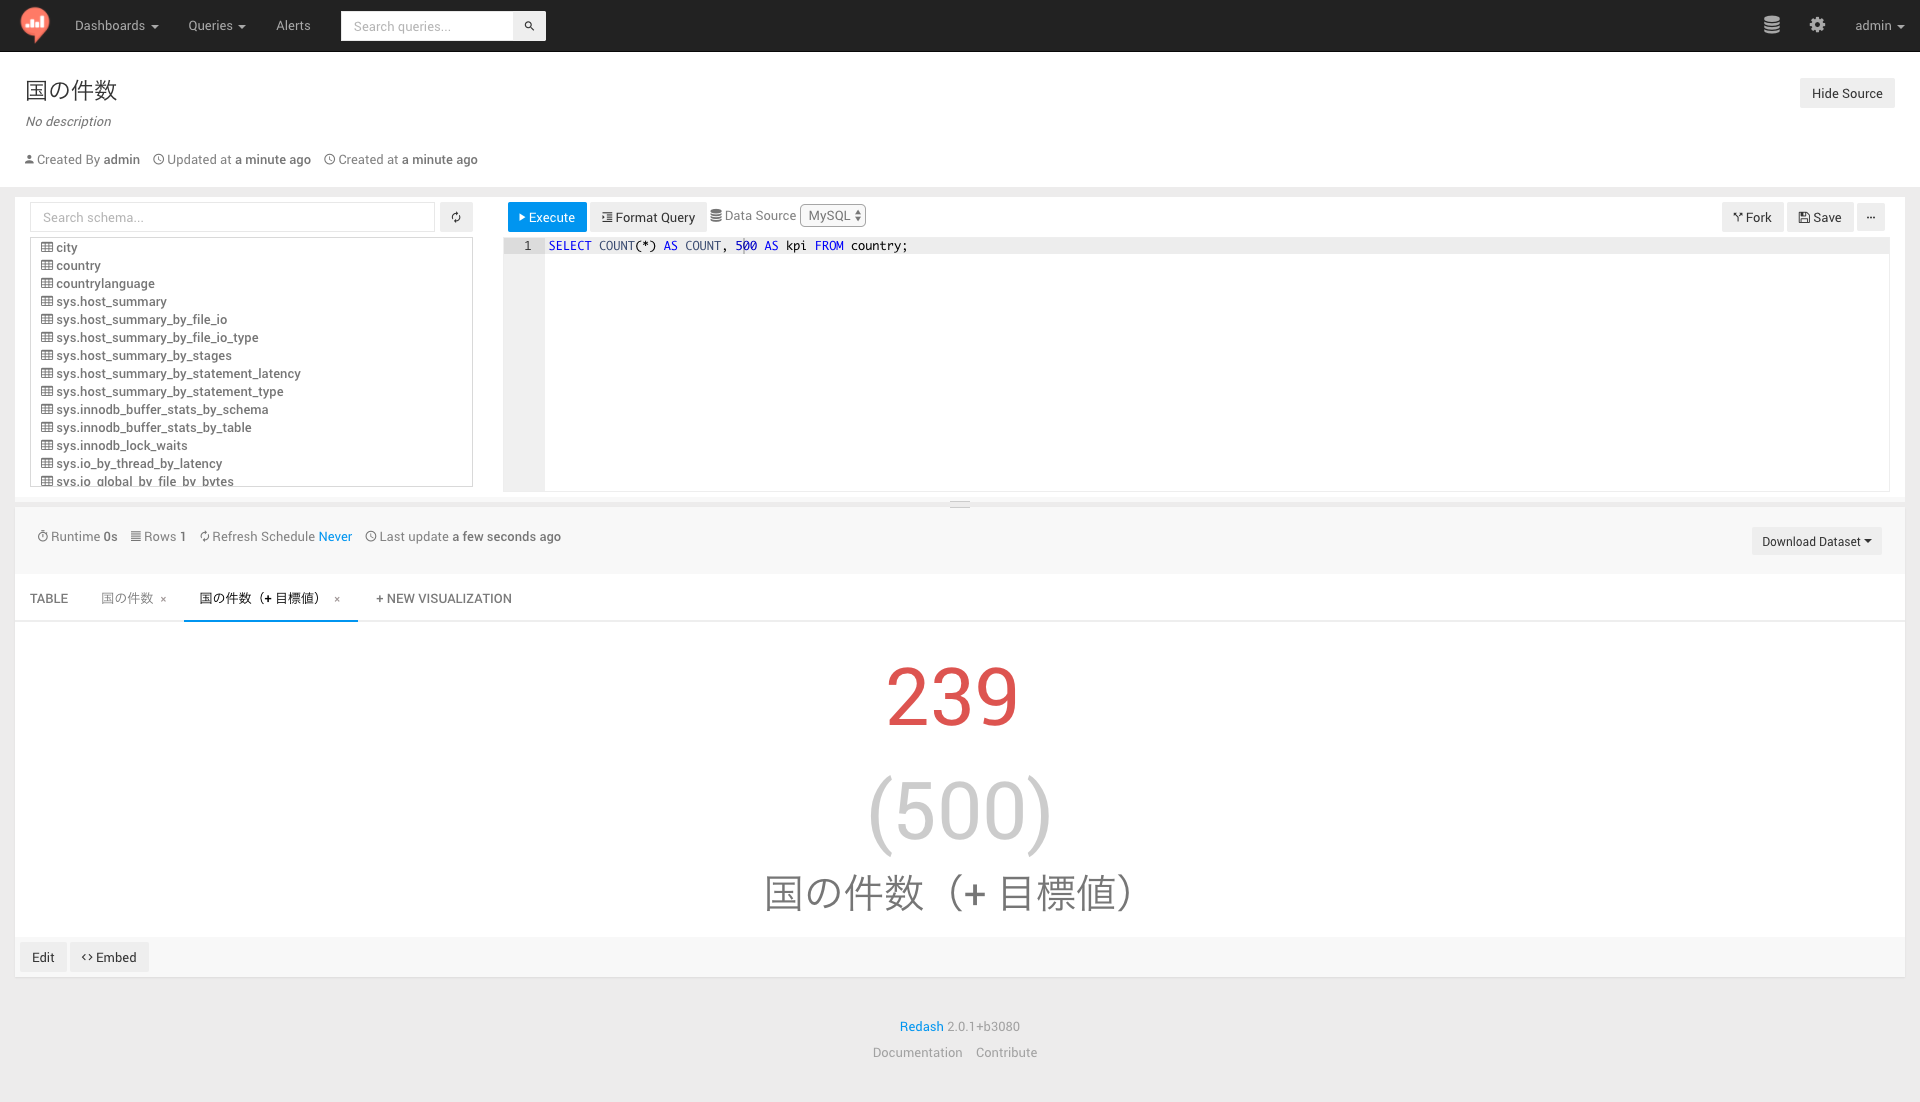 Dashboards Queries Alerts Search queries... admin
国の件数
Hide Source
No description
Created By admin Updated at a minute ago Created at a minute ago
Search schema...
Execute Format Query Data Source MySQL Fork Save ...
city
country
countrylanguage
sys.host_summary
sys.host_summary_by_file_io
sys.host_summary_by_file_io_type
sys.host_summary_by_stages
sys.host_summary_by_statement_latency
sys.host_summary_by_statement_type
sys.innodb_buffer_stats_by_schema
sys.innodb_buffer_stats_by_table
sys.innodb_lock_waits
sys.io_by_thread_by_latency
sys.io_global_by_file_by_bytes
1 SELECT COUNT(*) AS COUNT, 500 AS kpi FROM country;
Runtime 0s Rows 1 Refresh Schedule Never Last update a few seconds ago
Download Dataset
TABLE 国の件数 × 国の件数（+ 目標値） × + NEW VISUALIZATION
239
(500)
国の件数（+ 目標値）
Edit <> Embed
Redash 2.0.1+b3080
Documentation Contribute